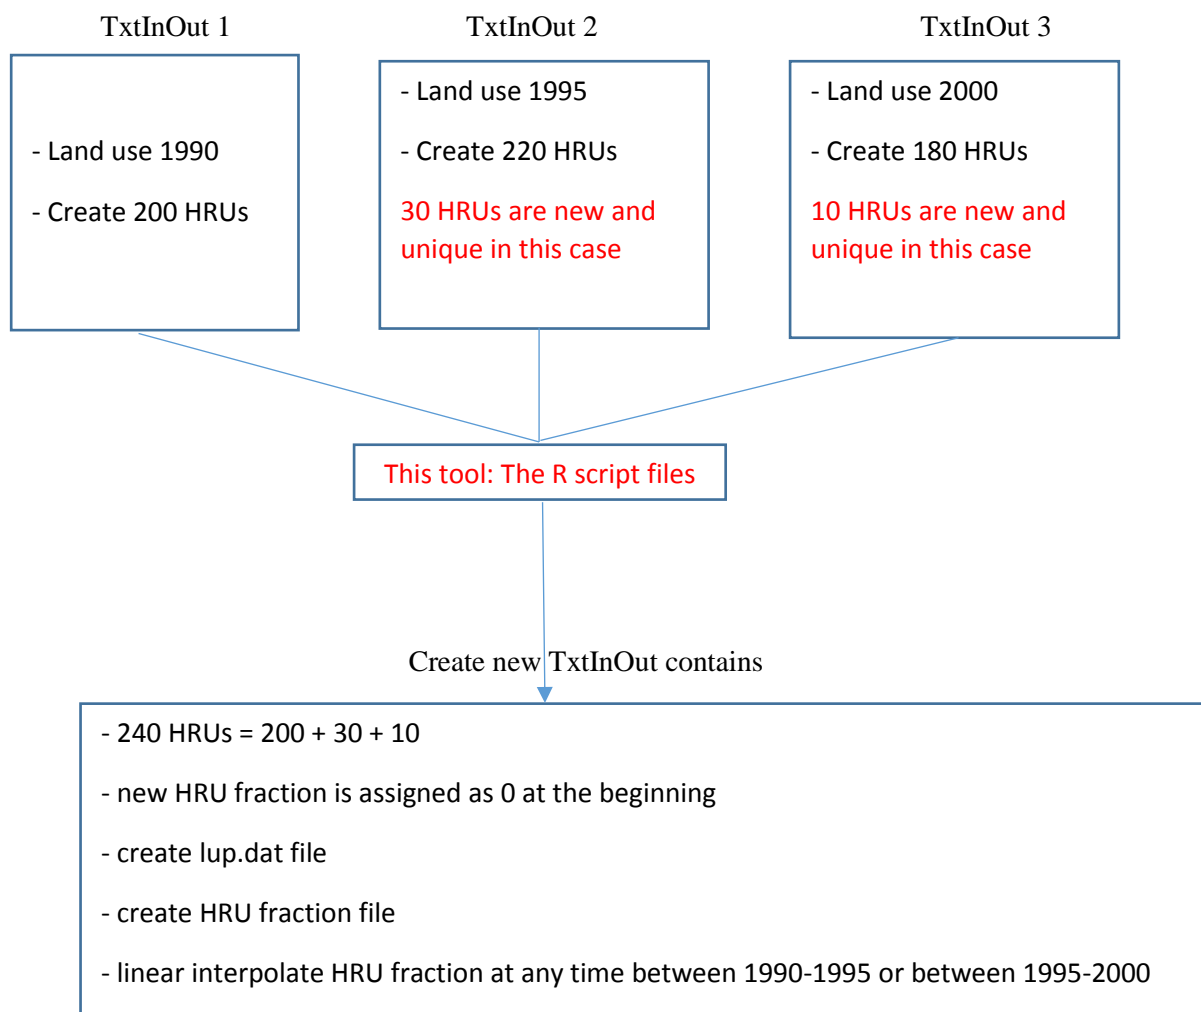 TxtInOut 1
- Land use 1990
- Create 200 HRUs
TxtInOut 2
- Land use 1995
- Create 220 HRUs
30 HRUs are new and
unique in this case
TxtInOut 3
- Land use 2000
- Create 180 HRUs
10 HRUs are new and
unique in this case
This tool: The R script files
Create new TxtInOut contains
- 240 HRUs = 200 + 30 + 10
- new HRU fraction is assigned as 0 at the beginning
- create lup.dat file
- create HRU fraction file
- linear interpolate HRU fraction at any time between 1990-1995 or between 1995-2000